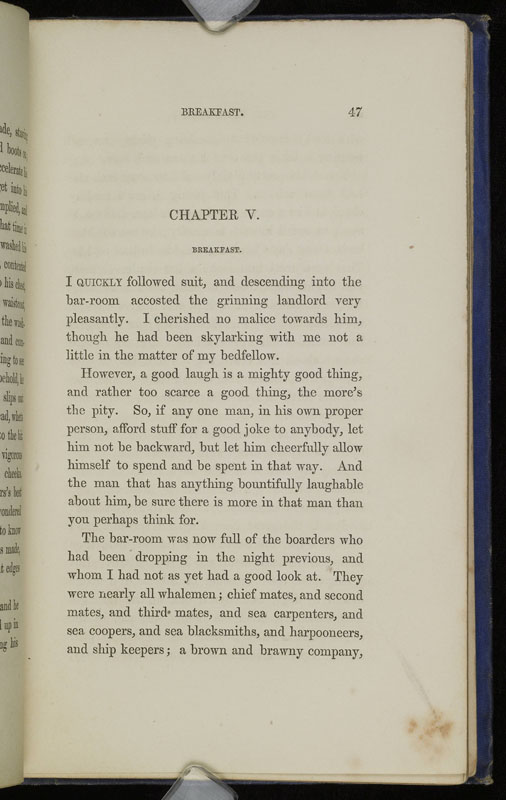 BREAKFAST. 47
CHAPTER V.
BREAKFAST.
I QUICKLY followed suit, and descending into the
bar-room accosted the grinning landlord very
pleasantly. I cherished no malice towards him,
though he had been skylarking with me not a
little in the matter of my bedfellow.
However, a good laugh is a mighty good thing,
and rather too scarce a good thing, the more's
the pity. So, if any one man, in his own proper
person, afford stuff for a good joke to anybody, let
him not be backward, but let him cheerfully allow
himself to spend and be spent in that way. And
the man that has anything bountifully laughable
about him, be sure there is more in that man than
you perhaps think for.
The bar-room was now full of the boarders who
had been dropping in the night previous, and
whom I had not as yet had a good look at. They
were nearly all whalemen; chief mates, and second
mates, and third mates, and sea carpenters, and
sea coopers, and sea blacksmiths, and harpooneers,
and ship keepers; a brown and brawny company,